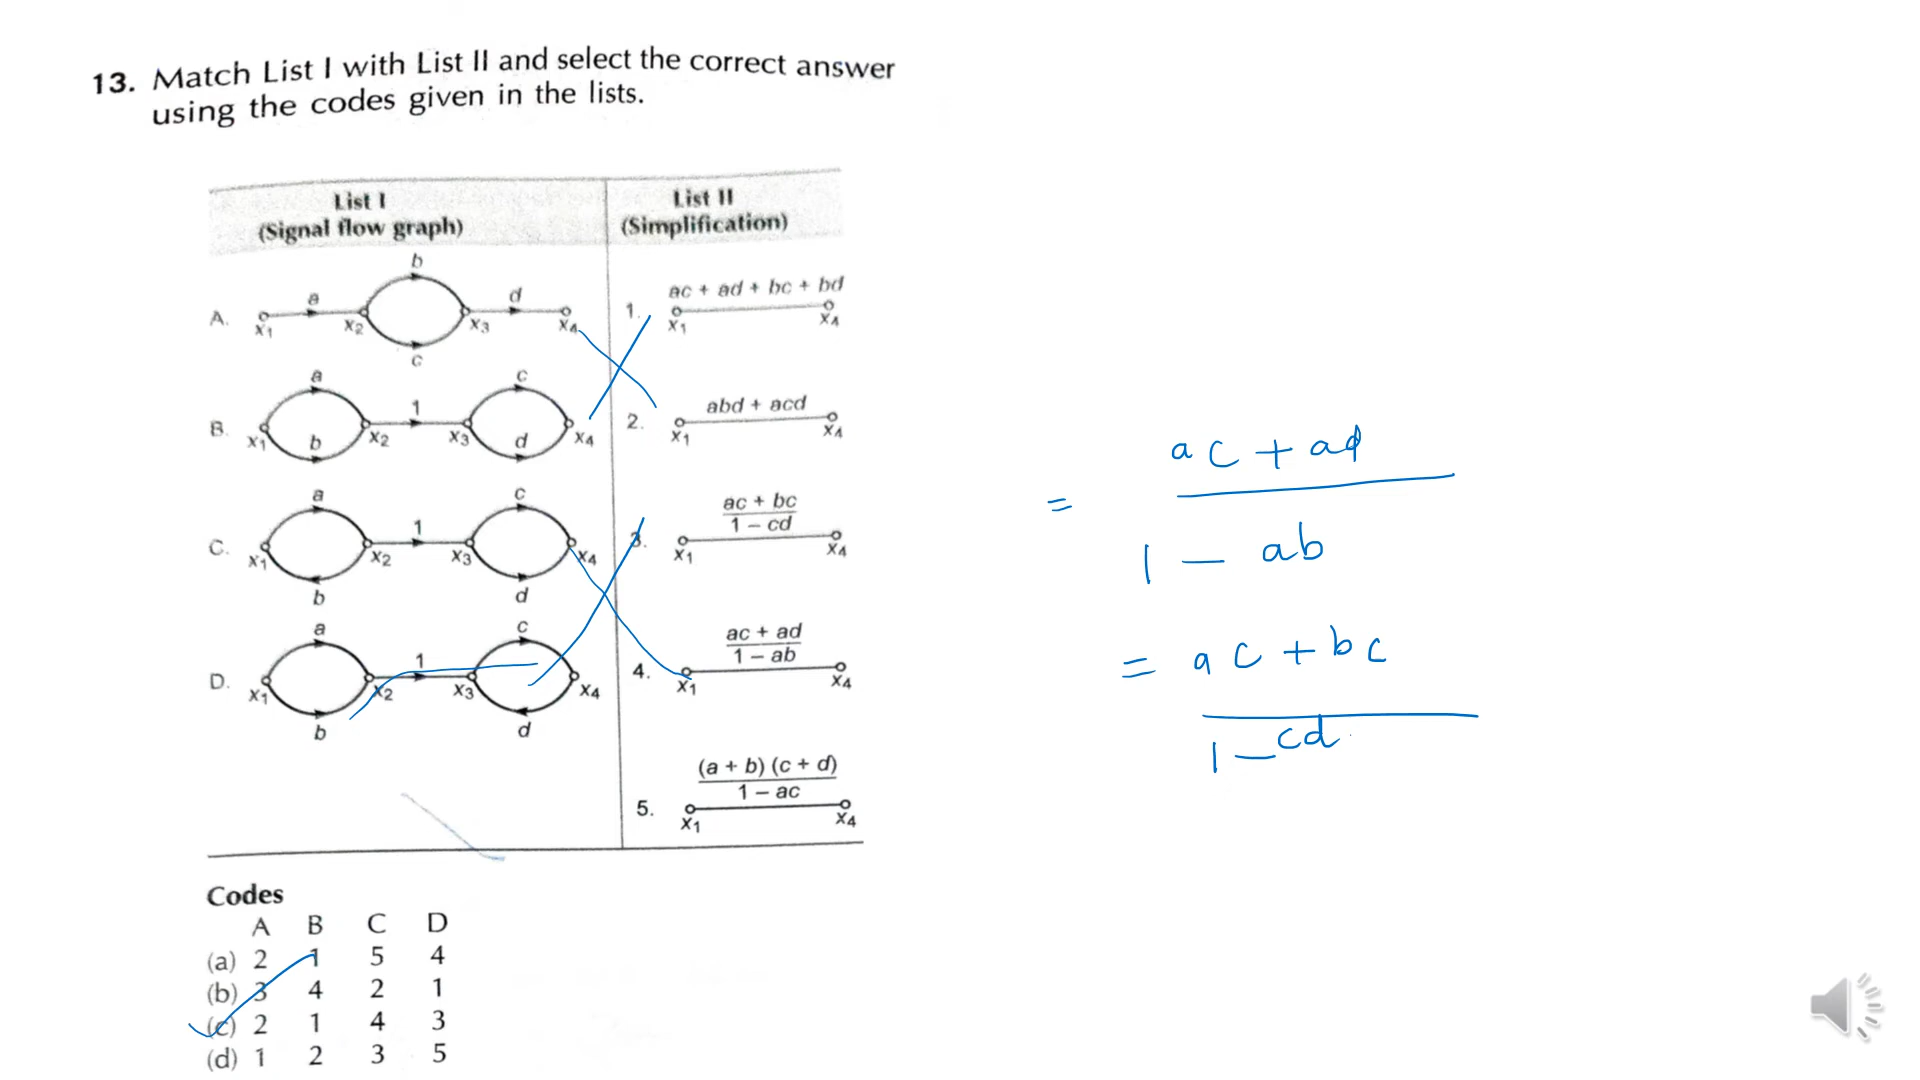 13. Match List I with List II and select the correct answer
using the codes given in the lists.
List I
(Signal flow graph)
List II
(Simplification)
A. x1 a x2 b c x3 d x4
1. ac + ad + bc + bd
x1 x4
B. x1 a b x2 1 x3 c d x4
2. abd + acd
x1 x4
C. x1 a b x2 1 x3 c d x4
3. ac + bc
1 – cd
x1 x4
D. x1 a b x2 1 x3 c d x4
4. ac + ad
1 – ab
x1 x4
5. (a + b) (c + d)
1 – ac
x1 x4
Codes
A B C D
(a) 2 1 5 4
(b) 3 4 2 1
(c) 2 1 4 3
(d) 1 2 3 5
= ac + ad
1 – ab
= ac + bc
1 – cd